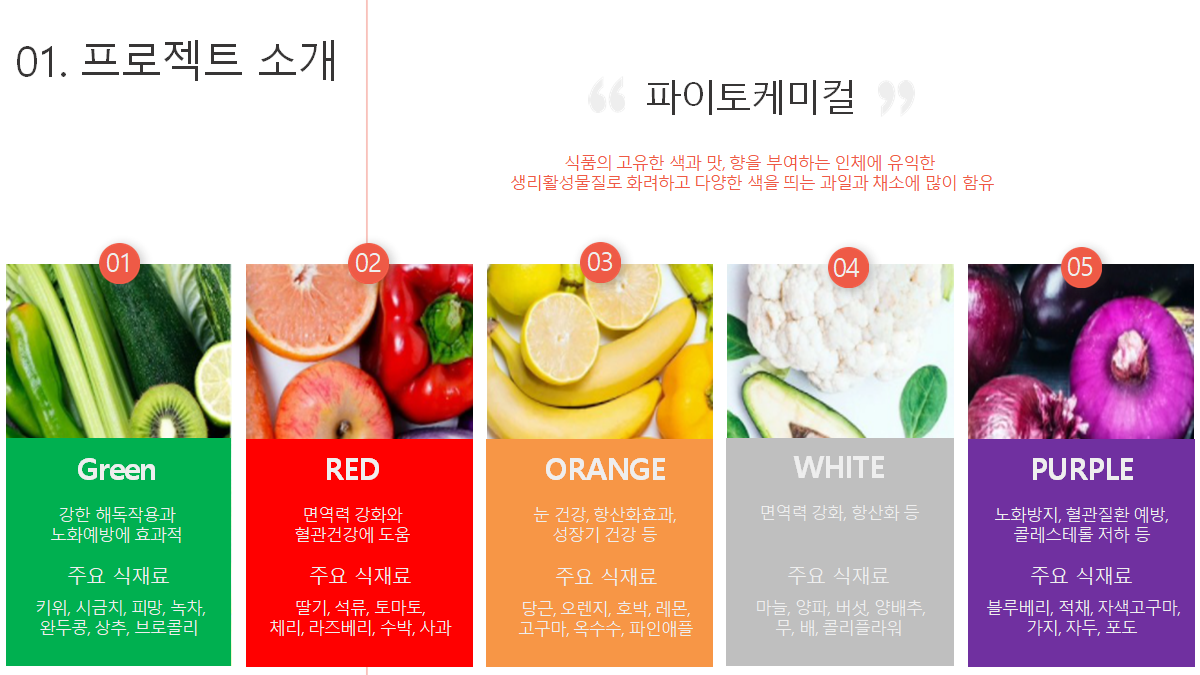 01. 프로젝트 소개
“ 파이토케미컬 ”
식품의 고유한 색과 맛, 향을 부여하는 인체에 유익한
생리활성물질로 화려하고 다양한 색을 띄는 과일과 채소에 많이 함유
01
Green
강한 해독작용과
노화예방에 효과적
주요 식재료
키위, 시금치, 피망, 녹차,
완두콩, 상추, 브로콜리
02
RED
면역력 강화와
혈관건강에 도움
주요 식재료
딸기, 석류, 토마토,
체리, 라즈베리, 수박, 사과
03
ORANGE
눈 건강, 항산화효과,
성장기 건강 등
주요 식재료
당근, 오렌지, 호박, 레몬,
고구마, 옥수수, 파인애플
04
WHITE
면역력 강화, 항산화 등
주요 식재료
마늘, 양파, 버섯, 양배추,
무, 배, 콜리플라워
05
PURPLE
노화방지, 혈관질환 예방,
콜레스테롤 저하 등
주요 식재료
블루베리, 적채, 자색고구마,
가지, 자두, 포도